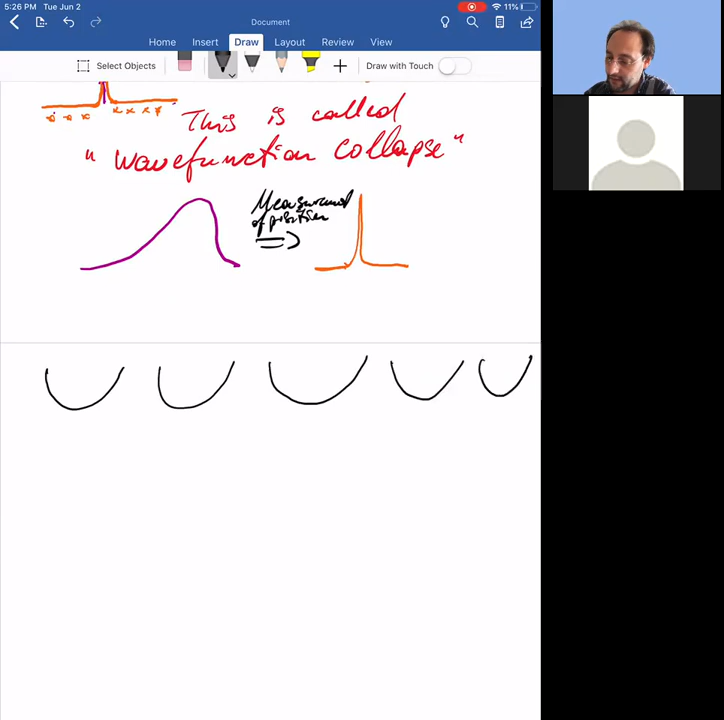 5:26 PM Tue Jun 2
11%
Document
Home Insert Draw Layout Review View
Select Objects
Draw with Touch
This is called
"wavefunction collapse"
Measurement
of position